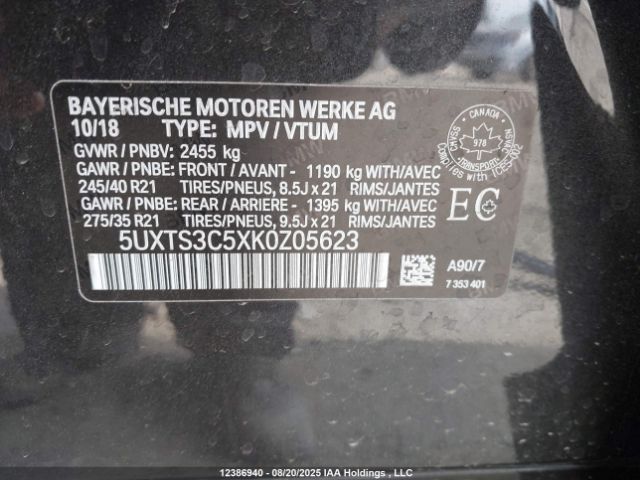 BAYERISCHE MOTOREN WERKE AG
10/18 TYPE: MPV / VTUM
GVWR / PNBV: 2455 kg
GAWR / PNBE: FRONT / AVANT - 1190 kg WITH/AVEC
245/40 R21 TIRES/PNEUS, 8.5J x 21 RIMS/JANTES
GAWR / PNBE: REAR / ARRIERE - 1395 kg WITH/AVEC
275/35 R21 TIRES/PNEUS, 9.5J x 21 RIMS/JANTES
5UXTS3C5XK0Z05623
CANADA
978
TRANSPORT
EC
A90/7
7 353 401
12386940 - 08/20/2025 IAA Holdings, LLC